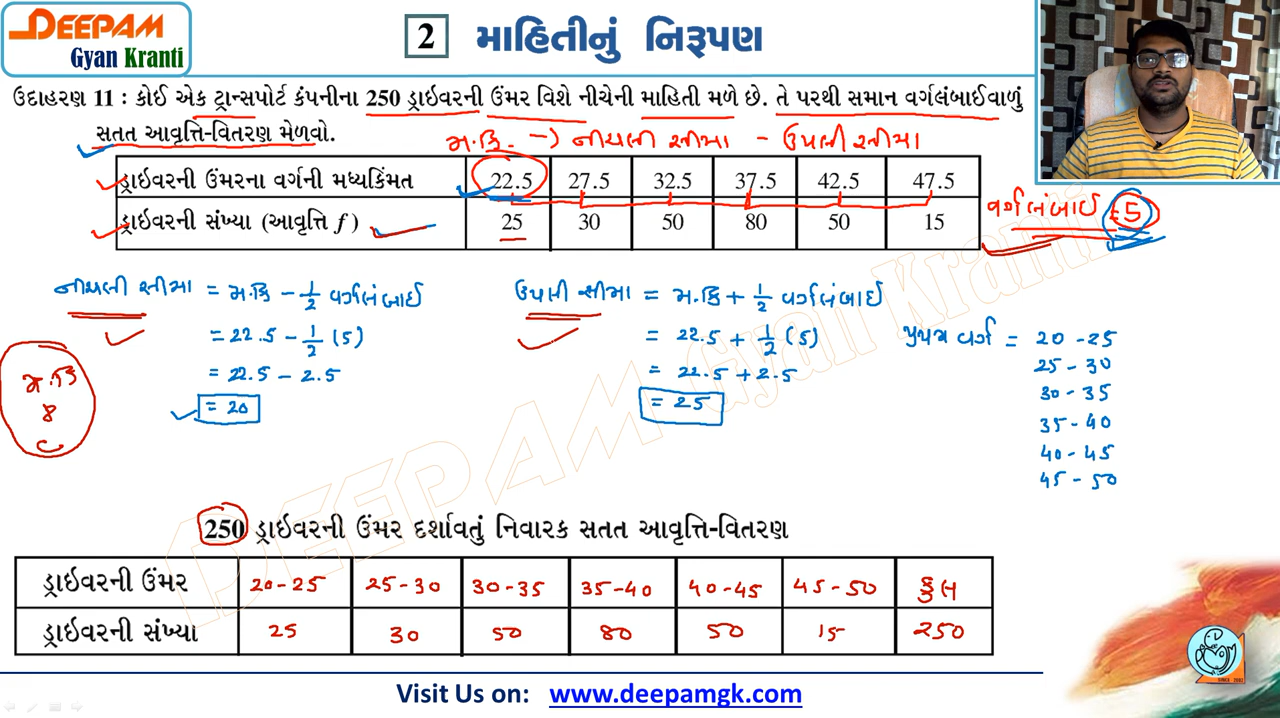 DEEPAM
Gyan Kranti
2 માહિતીનું નિરૂપણ
ઉદાહરણ 11 : કોઈ એક ટ્રાન્સપોર્ટ કંપનીના 250 ડ્રાઇવરની ઉંમર વિશે નીચેની માહિતી મળે છે. તે પરથી સમાન વર્ગલંબાઈવાળું
સતત આવૃત્તિ-વિતરણ મેળવો.
મ.કિ. → નીચલી સીમા - ઉપલી સીમા
ડ્રાઇવરની ઉંમરના વર્ગની મધ્યકિંમત 22.5 27.5 32.5 37.5 42.5 47.5
ડ્રાઇવરની સંખ્યા (આવૃત્તિ f) 25 30 50 80 50 15
વર્ગલંબાઈ = 5
નીચલી સીમા = મ.કિ - 1/2 વર્ગલંબાઈ
= 22.5 - 1/2 (5)
= 22.5 - 2.5
= 20
ઉપલી સીમા = મ.કિ + 1/2 વર્ગલંબાઈ
= 22.5 + 1/2 (5)
= 22.5 + 2.5
= 25
પ્રથમ વર્ગ = 20 - 25
25 - 30
30 - 35
35 - 40
40 - 45
45 - 50
મ.કિ
250 ડ્રાઇવરની ઉંમર દર્શાવતું નિવારક સતત આવૃત્તિ-વિતરણ
ડ્રાઇવરની ઉંમર 20-25 25-30 30-35 35-40 40-45 45-50 કુલ
ડ્રાઇવરની સંખ્યા 25 30 50 80 50 15 250
DEEPAM Gyan Kranti
Visit Us on: www.deepamgk.com